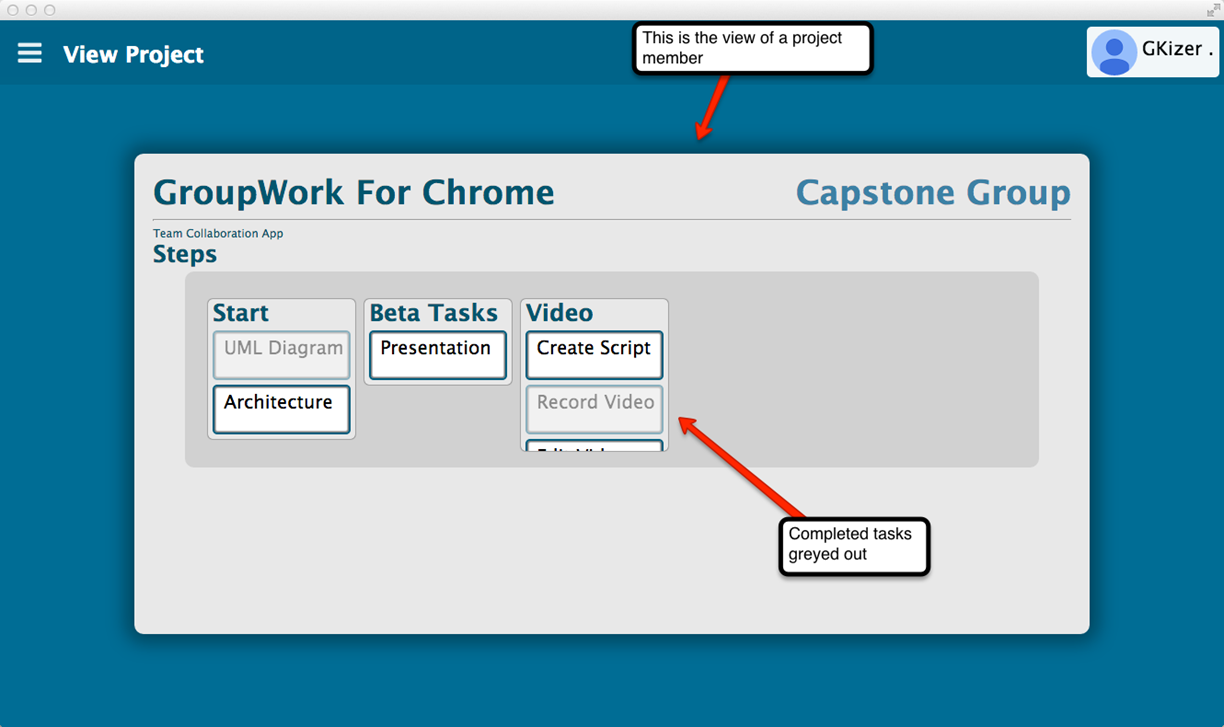 View Project
This is the view of a project
member
GKizer .
GroupWork For Chrome
Capstone Group
Team Collaboration App
Steps
Start
UML Diagram
Architecture
Beta Tasks
Presentation
Video
Create Script
Record Video
Completed tasks
greyed out